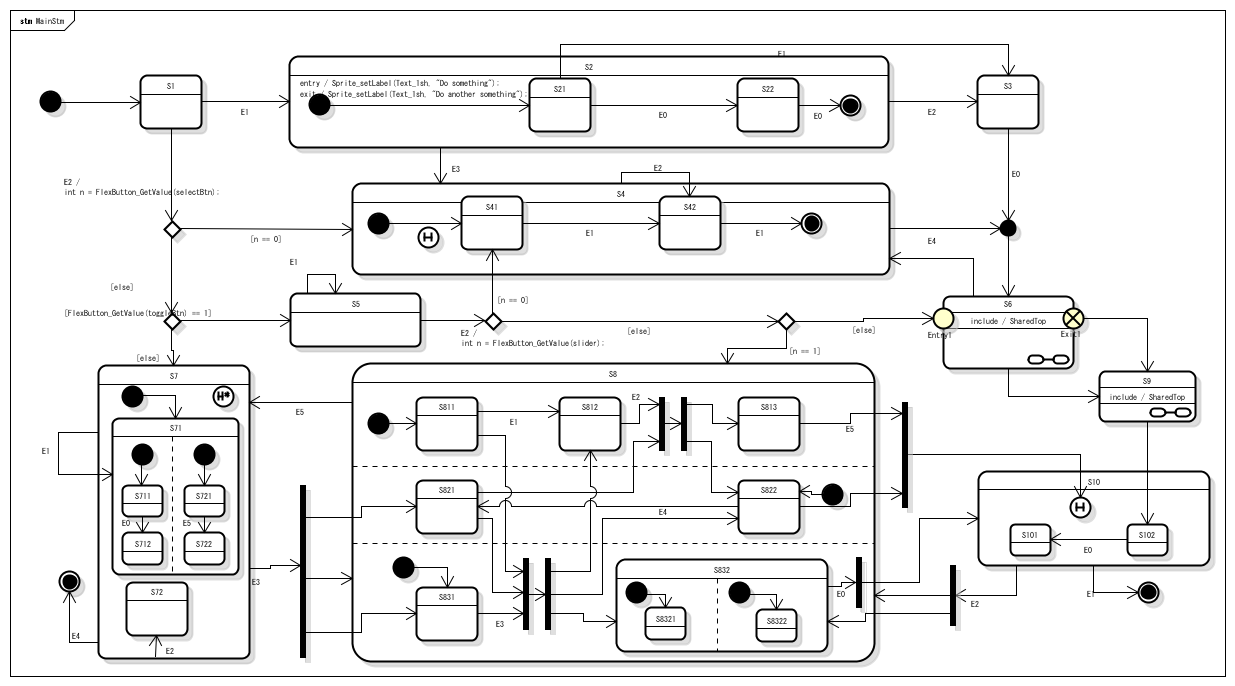 stm MainStm
E1
S2
S1
entry / Sprite_setLabel(Text_1sh, "Do something");
exit / Sprite_setLabel(Text_1sh, "Do another something");
S21
S22
S3
E1
E0
E0
E2
E3
E2
E0
E2 /
int n = FlexButton_GetValue(selectBtn);
S4
S41
S42
[n == 0]
E1
E1
E4
E1
[else]
[n == 0]
S5
S6
[FlexButton_GetValue(toggleBtn) == 1]
include / SharedTop
E2 /
int n = FlexButton_GetValue(slider);
[else]
[else]
Entry1
Exit1
[else]
[n == 1]
S7
S8
S9
include / SharedTop
H*
E5
E2
S811
S812
S813
E1
E5
S71
E1
S10
S711
S721
S821
S822
H
E0
E5
E4
S712
S722
S101
S102
E0
E3
S72
S831
S832
E0
E2
E1
S8321
S8322
E3
E4
E2